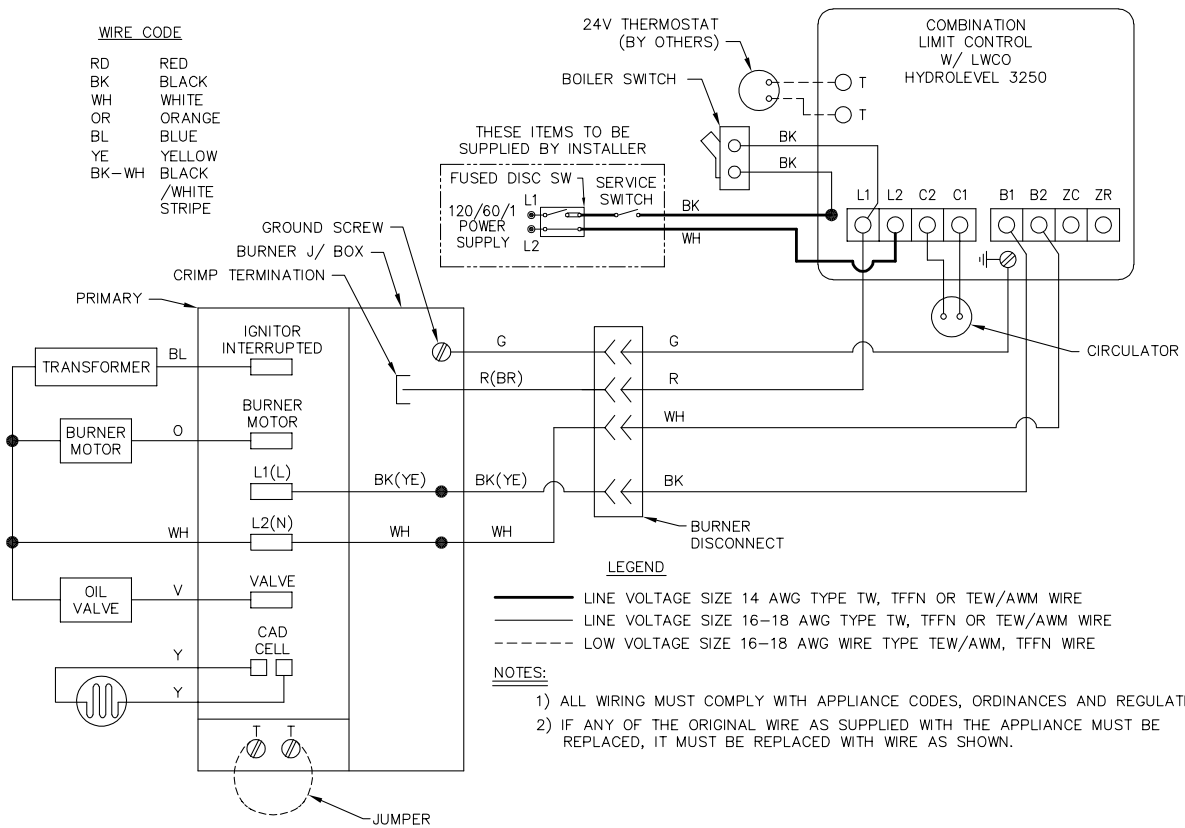 WIRE CODE
RD RED
BK BLACK
WH WHITE
OR ORANGE
BL BLUE
YE YELLOW
BK-WH BLACK
/WHITE
STRIPE
24V THERMOSTAT
(BY OTHERS)
BOILER SWITCH
COMBINATION
LIMIT CONTROL
W/ LWCO
HYDROLEVEL 3250
T
T
BK
BK
THESE ITEMS TO BE
SUPPLIED BY INSTALLER
FUSED DISC SW
SERVICE
SWITCH
L1
120/60/1
POWER
SUPPLY
L2
BK
WH
L1 L2 C2 C1 B1 B2 ZC ZR
GROUND SCREW
BURNER J/ BOX
CRIMP TERMINATION
PRIMARY
CIRCULATOR
IGNITOR
INTERRUPTED
TRANSFORMER
BL
G
G
R(BR)
R
BURNER
MOTOR
BURNER
MOTOR
O
WH
L1(L)
BK(YE)
BK(YE)
BK
L2(N)
WH
WH
WH
BURNER
DISCONNECT
OIL
VALVE
V
VALVE
CAD
CELL
Y
Y
T T
JUMPER
LEGEND
LINE VOLTAGE SIZE 14 AWG TYPE TW, TFFN OR TEW/AWM WIRE
LINE VOLTAGE SIZE 16-18 AWG TYPE TW, TFFN OR TEW/AWM WIRE
LOW VOLTAGE SIZE 16-18 AWG WIRE TYPE TEW/AWM, TFFN WIRE
NOTES:
1) ALL WIRING MUST COMPLY WITH APPLIANCE CODES, ORDINANCES AND REGULATI
2) IF ANY OF THE ORIGINAL WIRE AS SUPPLIED WITH THE APPLIANCE MUST BE
REPLACED, IT MUST BE REPLACED WITH WIRE AS SHOWN.